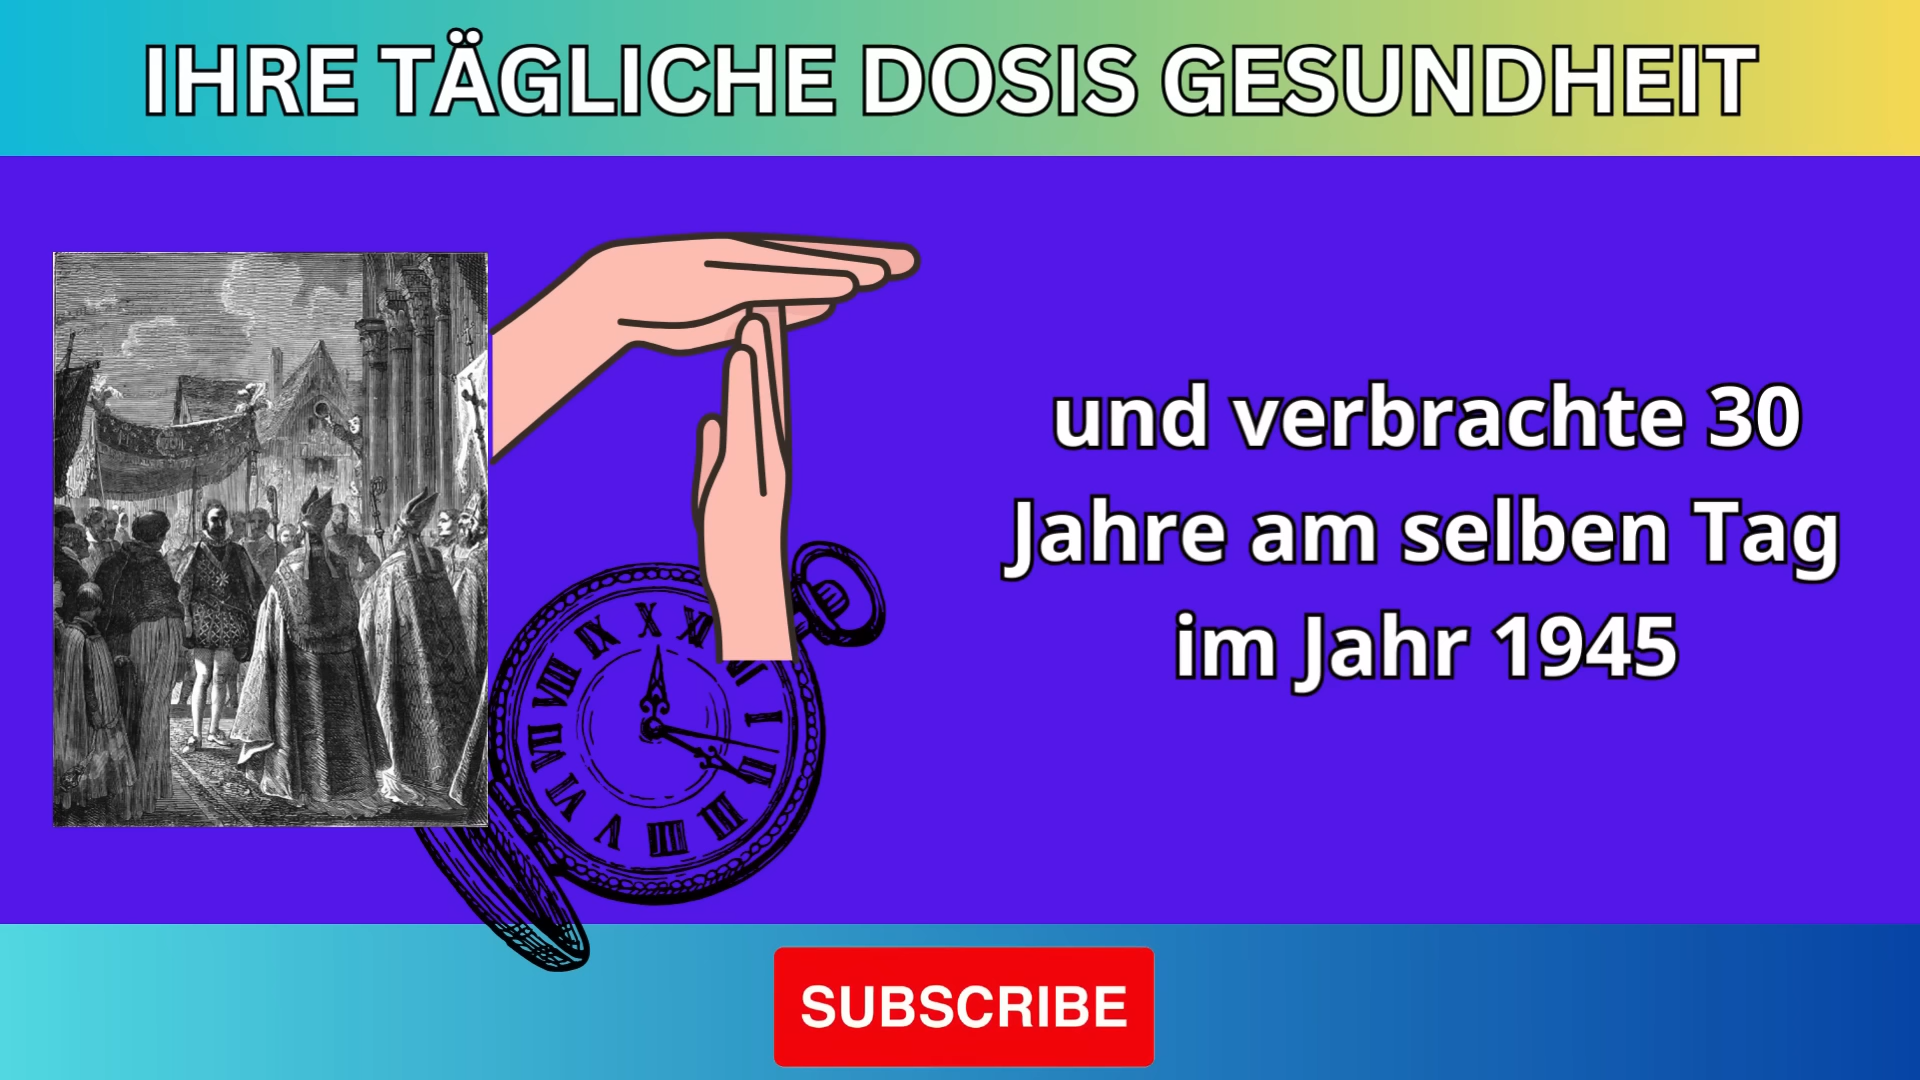 IHRE TÄGLICHE DOSIS GESUNDHEIT
und verbrachte 30
Jahre am selben Tag
im Jahr 1945
SUBSCRIBE